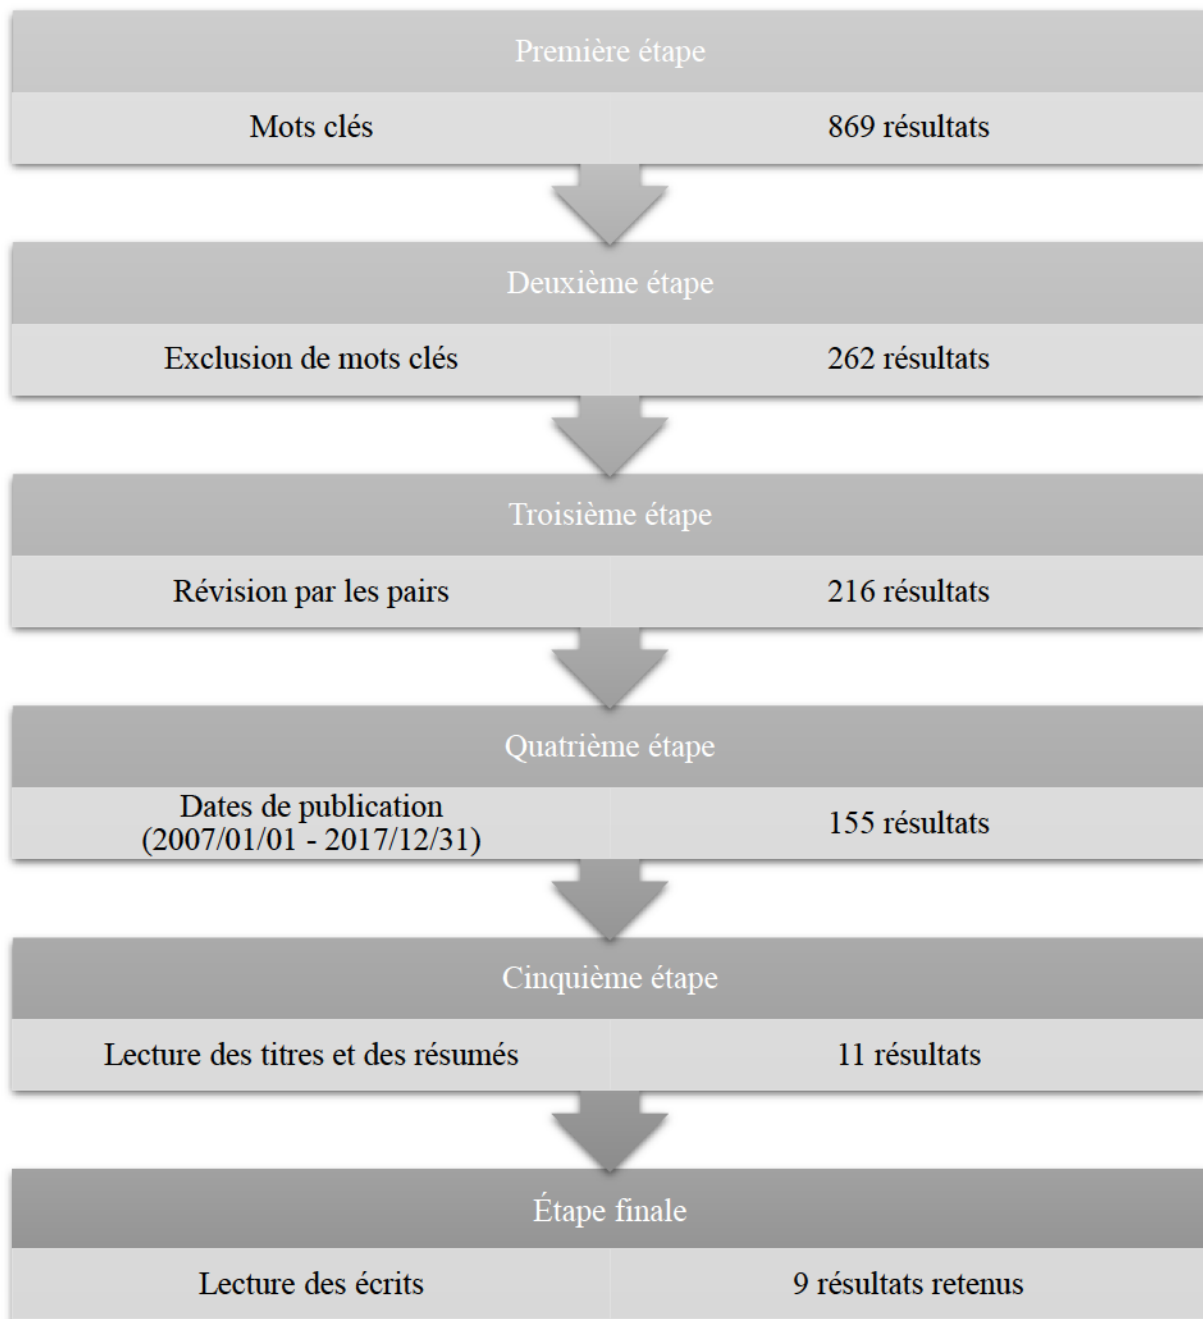 Première étape
Mots clés
869 résultats
Deuxième étape
Exclusion de mots clés
262 résultats
Troisième étape
Révision par les pairs
216 résultats
Quatrième étape
Dates de publication
(2007/01/01 - 2017/12/31)
155 résultats
Cinquième étape
Lecture des titres et des résumés
11 résultats
Étape finale
Lecture des écrits
9 résultats retenus